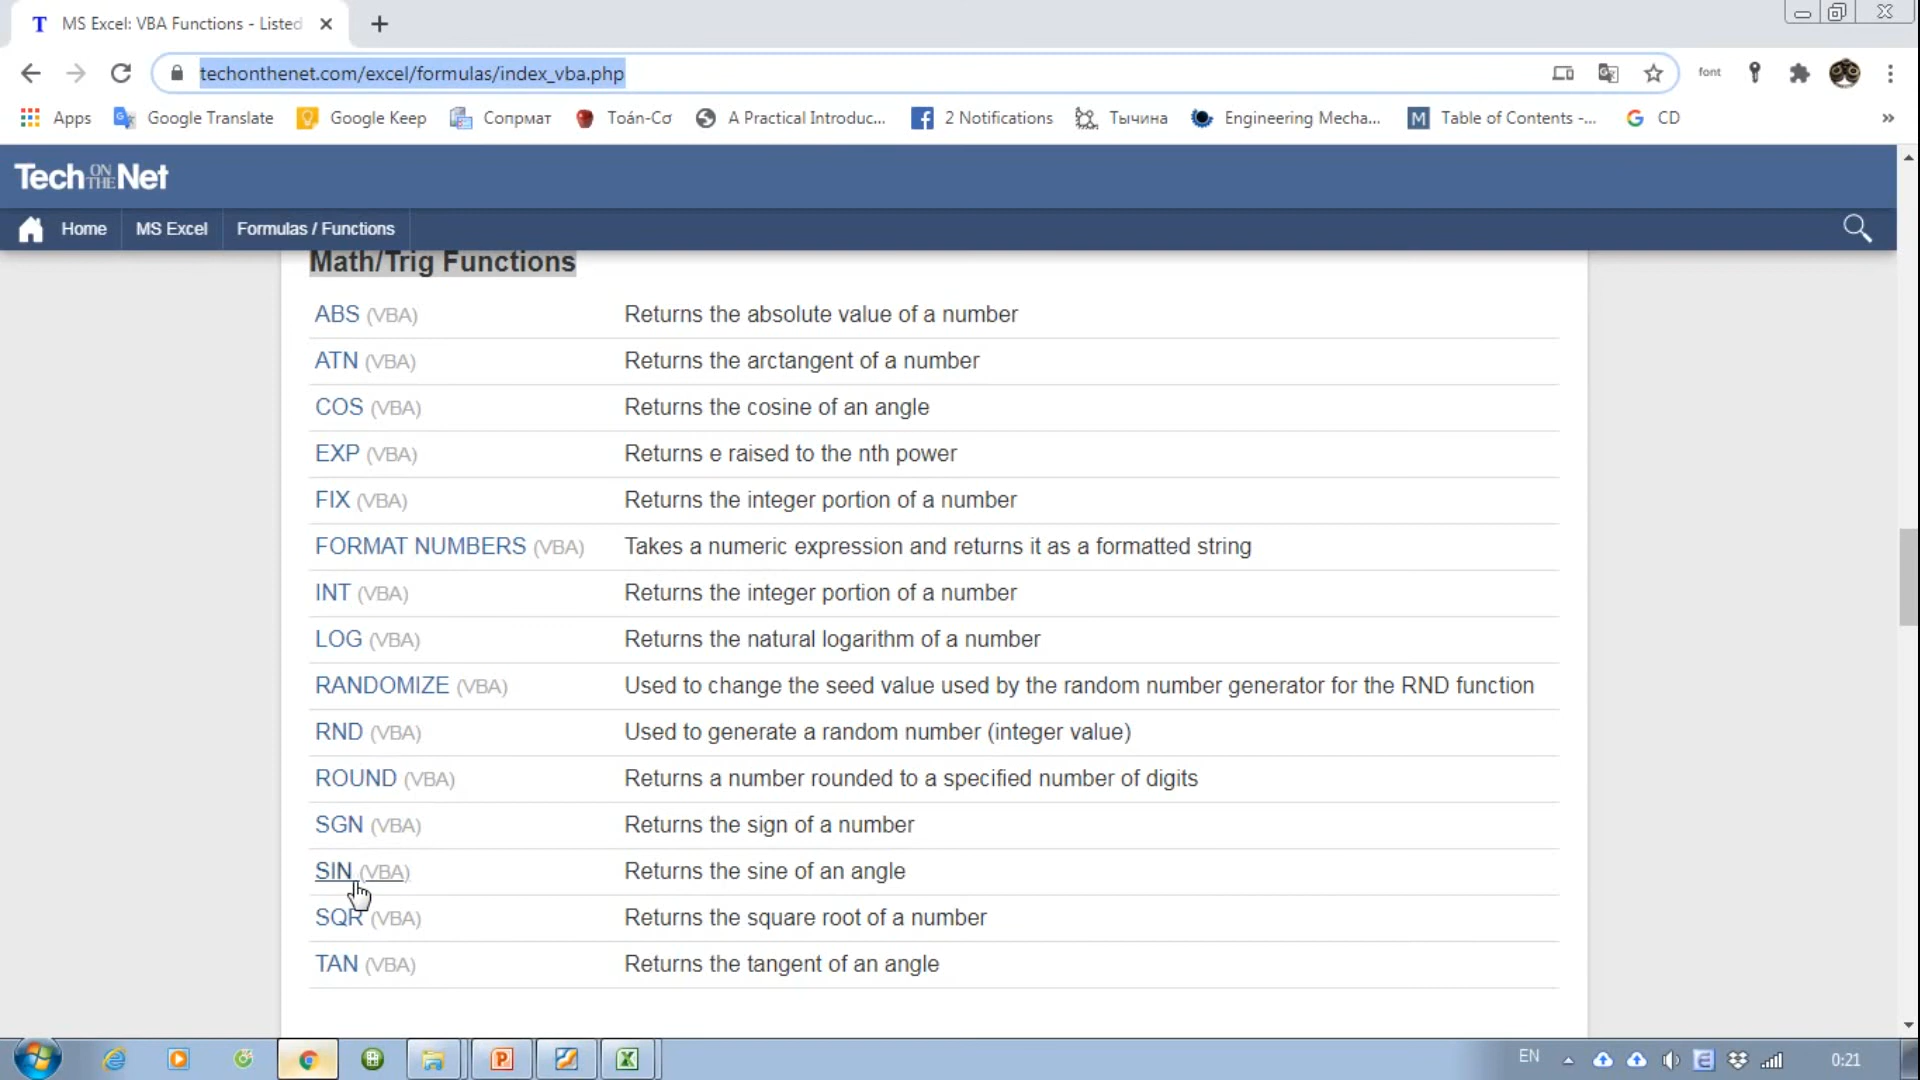 MS Excel: VBA Functions - Listed
techonthenet.com/excel/formulas/index_vba.php
font
Apps Google Translate Google Keep Сопрмат Toán-Cơ A Practical Introduc... 2 Notifications Тычина Engineering Mecha... Table of Contents -... CD »
Tech ON THE Net
Home MS Excel Formulas / Functions
Math/Trig Functions
ABS (VBA) Returns the absolute value of a number
ATN (VBA) Returns the arctangent of a number
COS (VBA) Returns the cosine of an angle
EXP (VBA) Returns e raised to the nth power
FIX (VBA) Returns the integer portion of a number
FORMAT NUMBERS (VBA) Takes a numeric expression and returns it as a formatted string
INT (VBA) Returns the integer portion of a number
LOG (VBA) Returns the natural logarithm of a number
RANDOMIZE (VBA) Used to change the seed value used by the random number generator for the RND function
RND (VBA) Used to generate a random number (integer value)
ROUND (VBA) Returns a number rounded to a specified number of digits
SGN (VBA) Returns the sign of a number
SIN (VBA) Returns the sine of an angle
SQR (VBA) Returns the square root of a number
TAN (VBA) Returns the tangent of an angle
EN 0:21